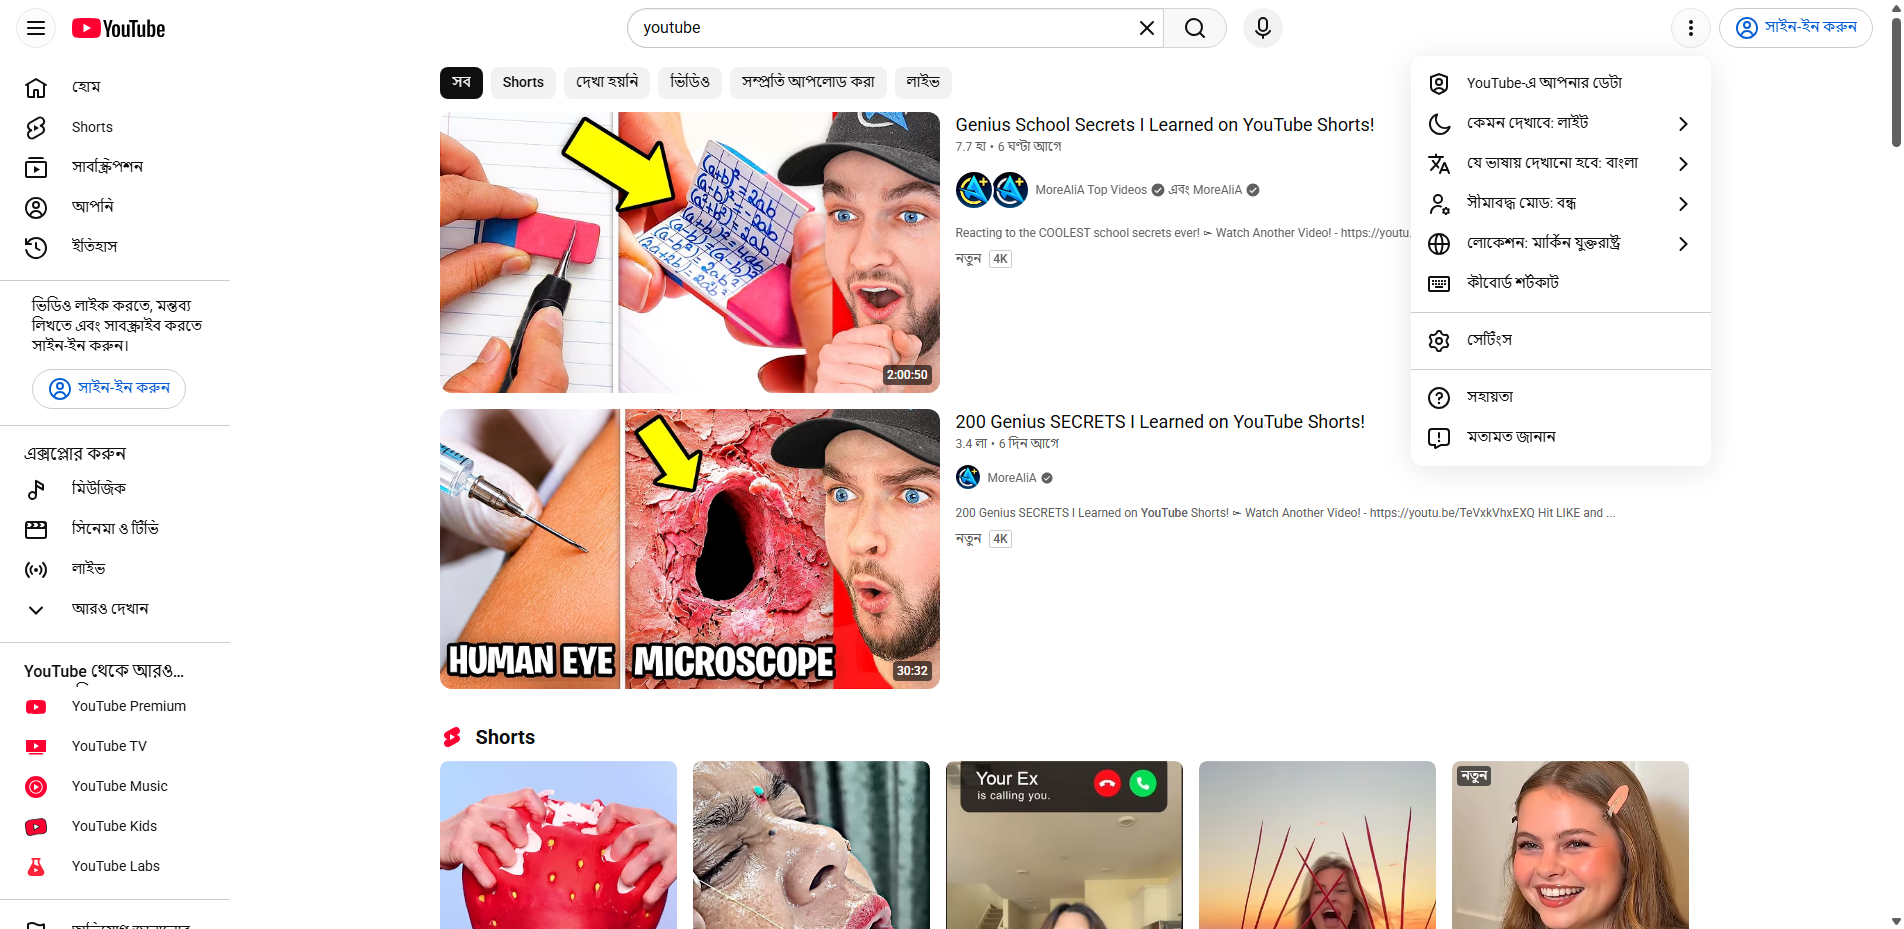 YouTube
youtube
সাইন-ইন করুন
হোম
Shorts
সাবস্ক্রিপশন
আপনি
ইতিহাস
ভিডিও লাইক করতে, মন্তব্য
লিখতে এবং সাবস্ক্রাইব করতে
সাইন-ইন করুন।
সাইন-ইন করুন
এক্সপ্লোর করুন
মিউজিক
সিনেমা ও টিভি
লাইভ
আরও দেখান
YouTube থেকে আরও...
YouTube Premium
YouTube TV
YouTube Music
YouTube Kids
YouTube Labs
সব
Shorts
দেখা হয়নি
ভিডিও
সম্প্রতি আপলোড করা
লাইভ
2:00:50
Genius School Secrets I Learned on YouTube Shorts!
7.7 হা • 6 ঘণ্টা আগে
MoreAliA Top Videos এবং MoreAliA
Reacting to the COOLEST school secrets ever! ➣ Watch Another Video! - https://youtu.
নতুন 4K
HUMAN EYE
MICROSCOPE
30:32
200 Genius SECRETS I Learned on YouTube Shorts!
3.4 লা • 6 দিন আগে
MoreAliA
200 Genius SECRETS I Learned on YouTube Shorts! ➣ Watch Another Video! - https://youtu.be/TeVxkVhxEXQ Hit LIKE and ...
নতুন 4K
YouTube-এ আপনার ডেটা
কেমন দেখাবে: লাইট
যে ভাষায় দেখানো হবে: বাংলা
সীমাবদ্ধ মোড: বন্ধ
লোকেশন: মার্কিন যুক্তরাষ্ট্র
কীবোর্ড শর্টকাট
সেটিংস
সহায়তা
মতামত জানান
Shorts
Your Ex
is calling you.
নতুন